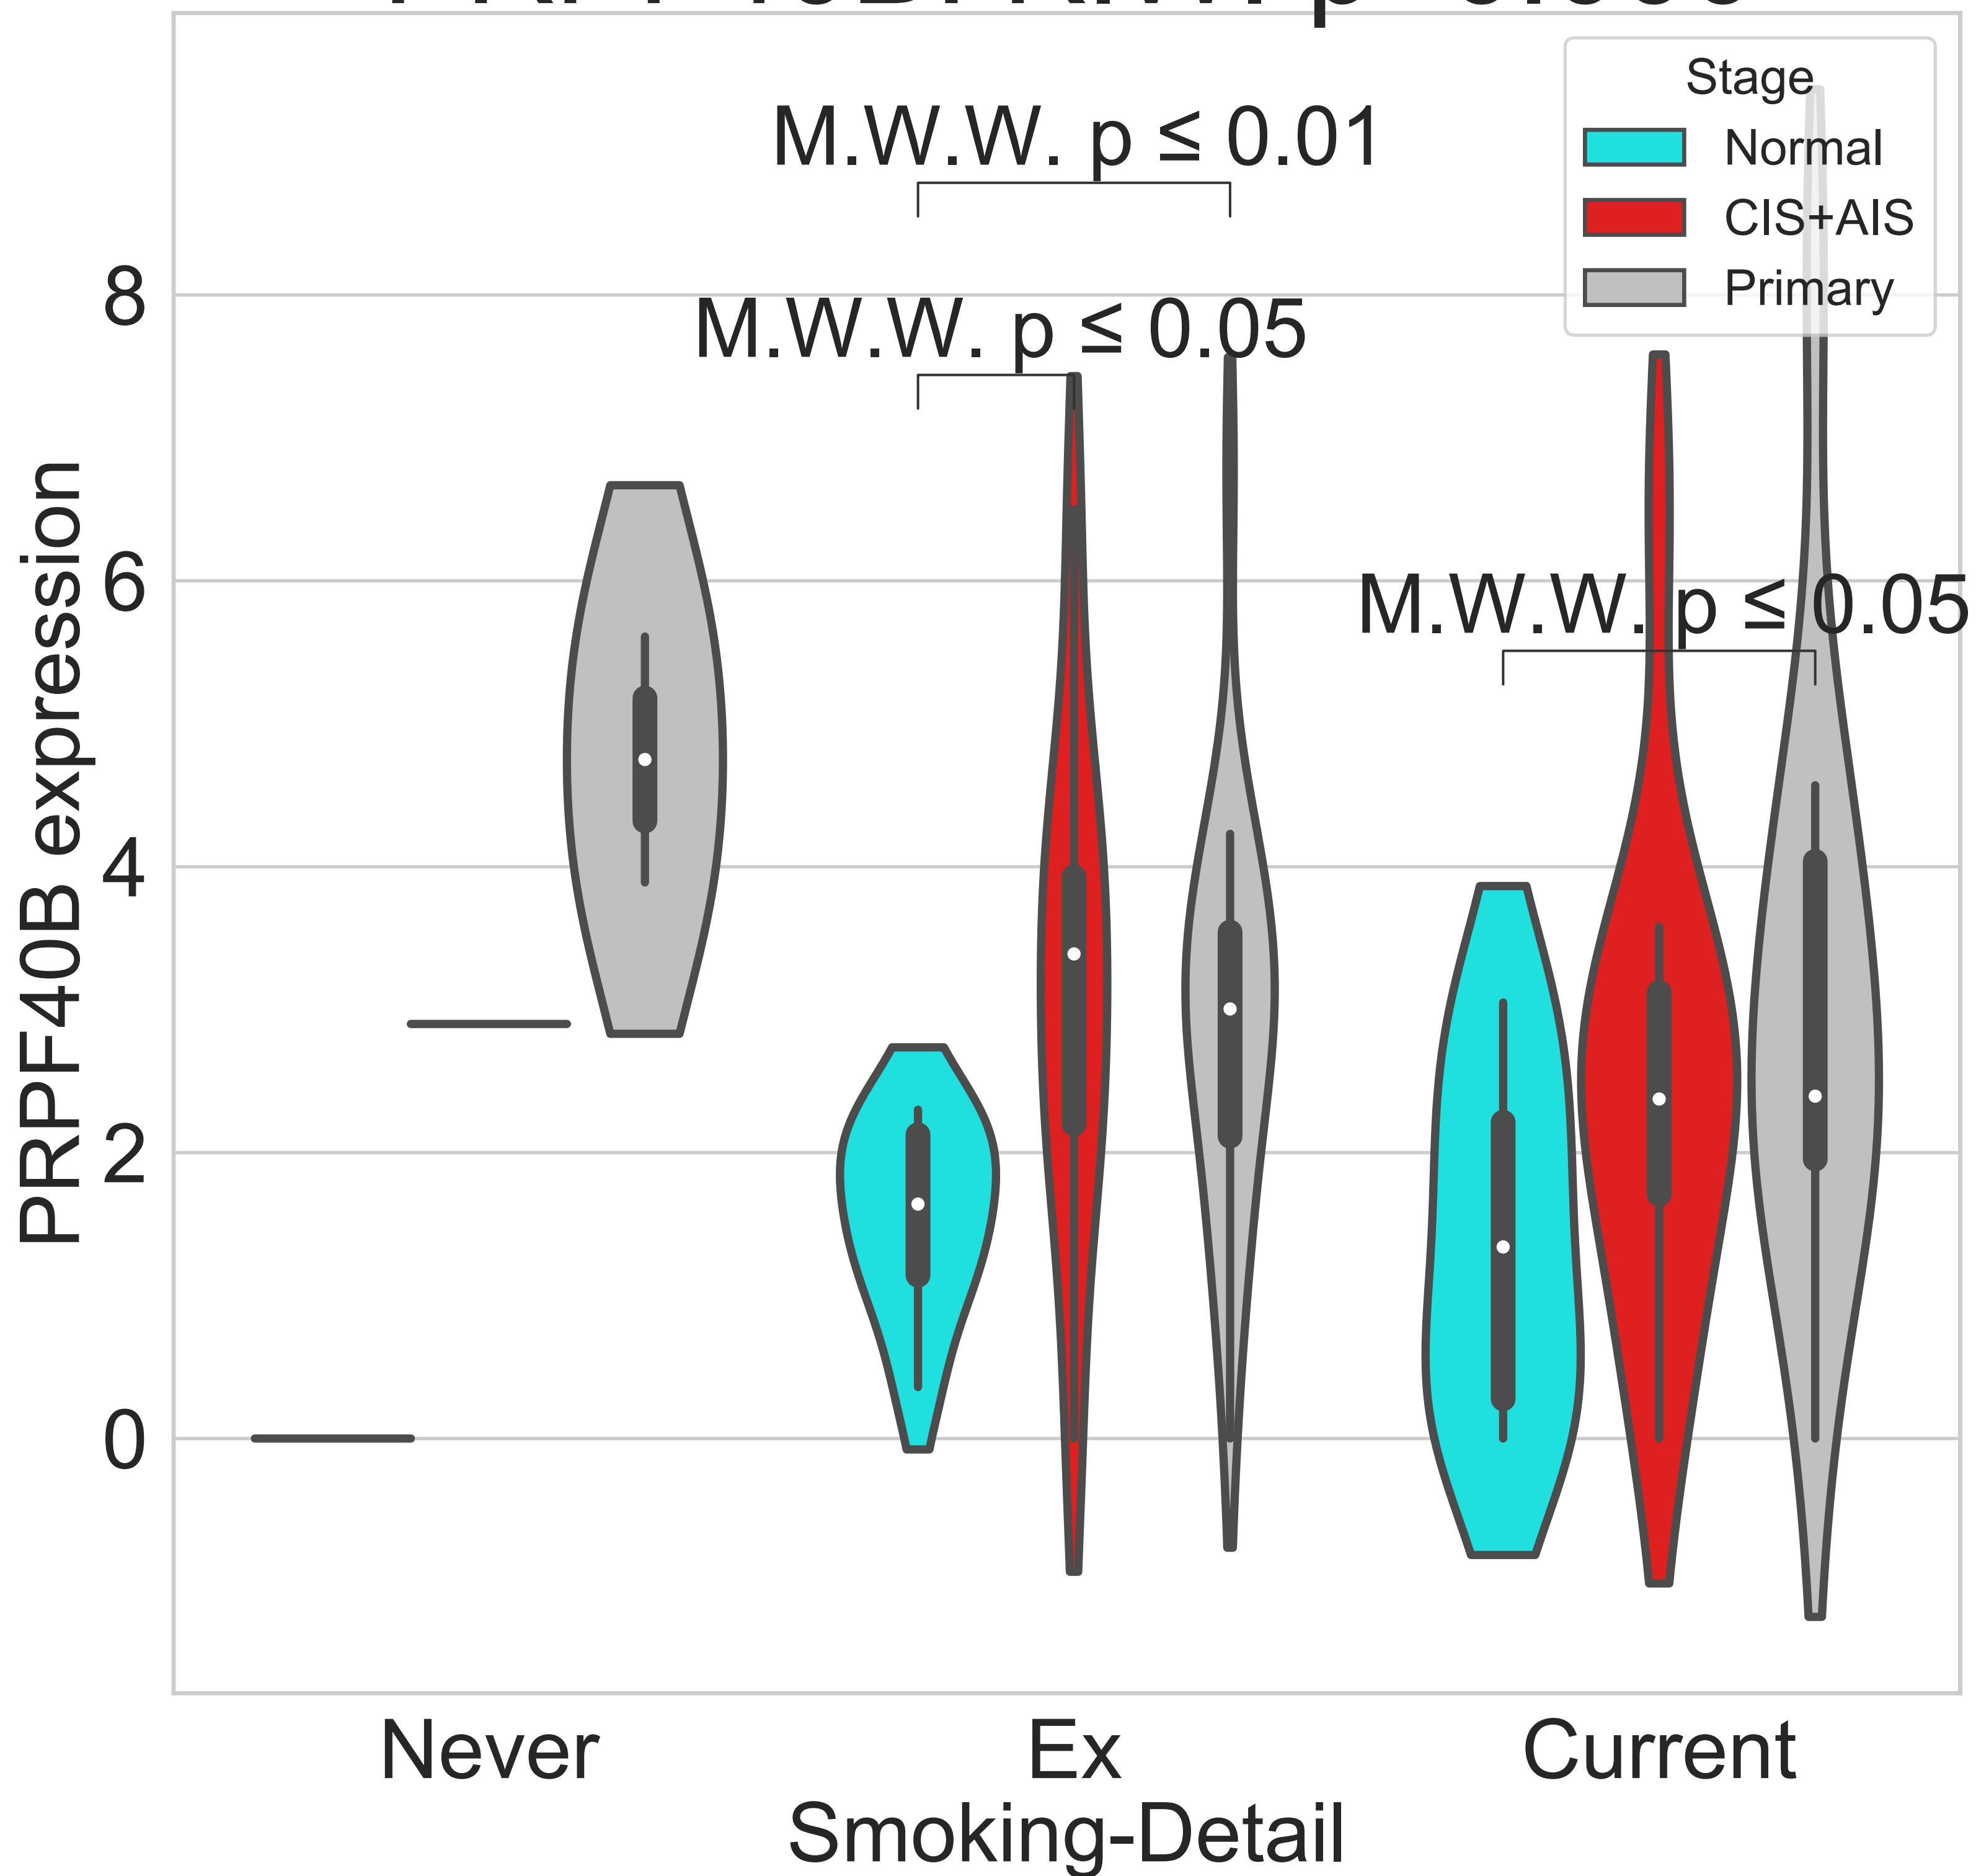 Stage
Normal
CIS+AIS
Primary
M.W.W. p ≤ 0.01
M.W.W. p ≤ 0.05
M.W.W. p ≤ 0.05
8
6
4
2
0
PRPF40B expression
Never
Ex
Current
Smoking-Detail